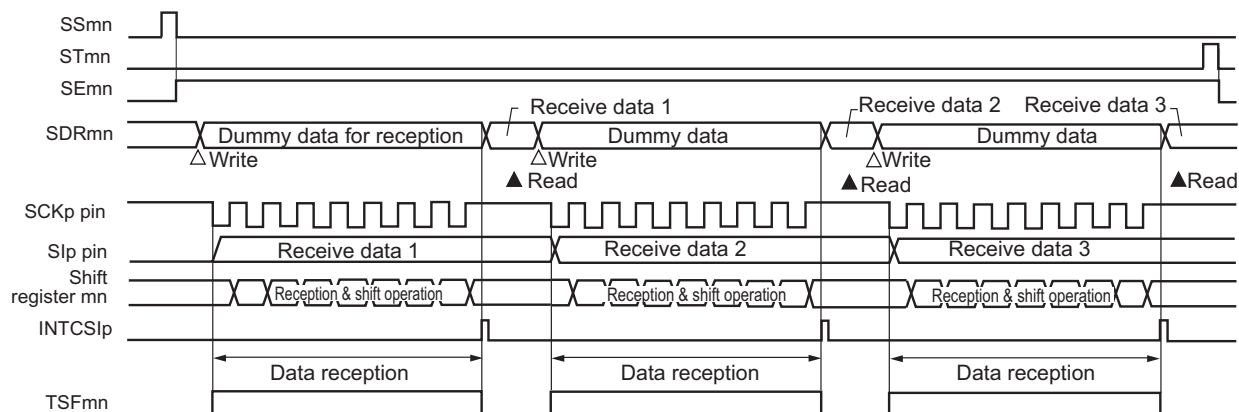 SSmn
STmn
SEmn
Receive data 1
Receive data 2
Receive data 3
SDRmn
Dummy data for reception
Dummy data
Dummy data
△Write
△Write
△Write
▲Read
▲Read
▲Read
SCKp pin
SIp pin
Receive data 1
Receive data 2
Receive data 3
Shift
register mn
Reception & shift operation
Reception & shift operation
Reception & shift operation
INTCSIp
Data reception
Data reception
Data reception
TSFmn